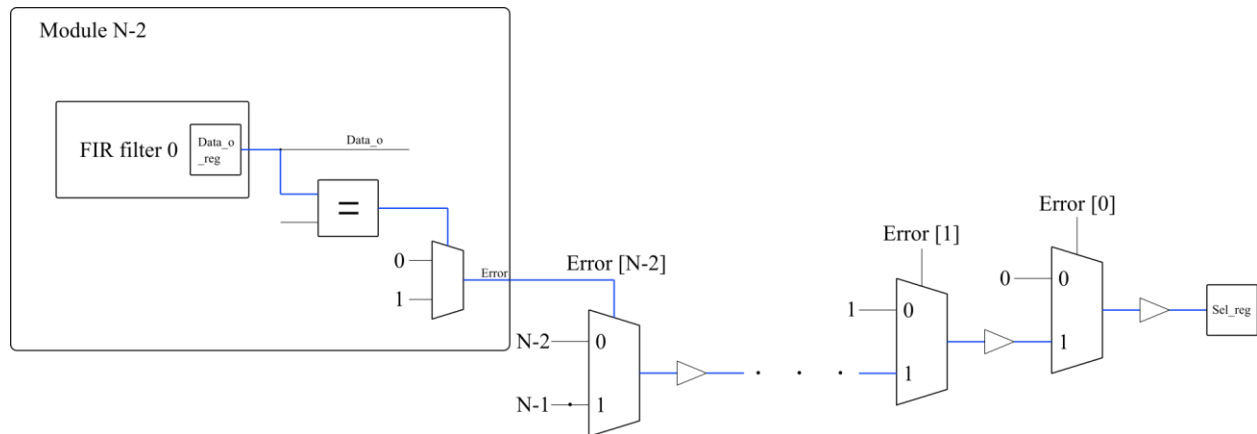 Module N-2
FIR filter 0
Data_o
_reg
Data_o
=
0
1
Error
Error [N-2]
N-2
0
N-1
1
. . .
Error [1]
1
0
1
Error [0]
0
0
1
Sel_reg